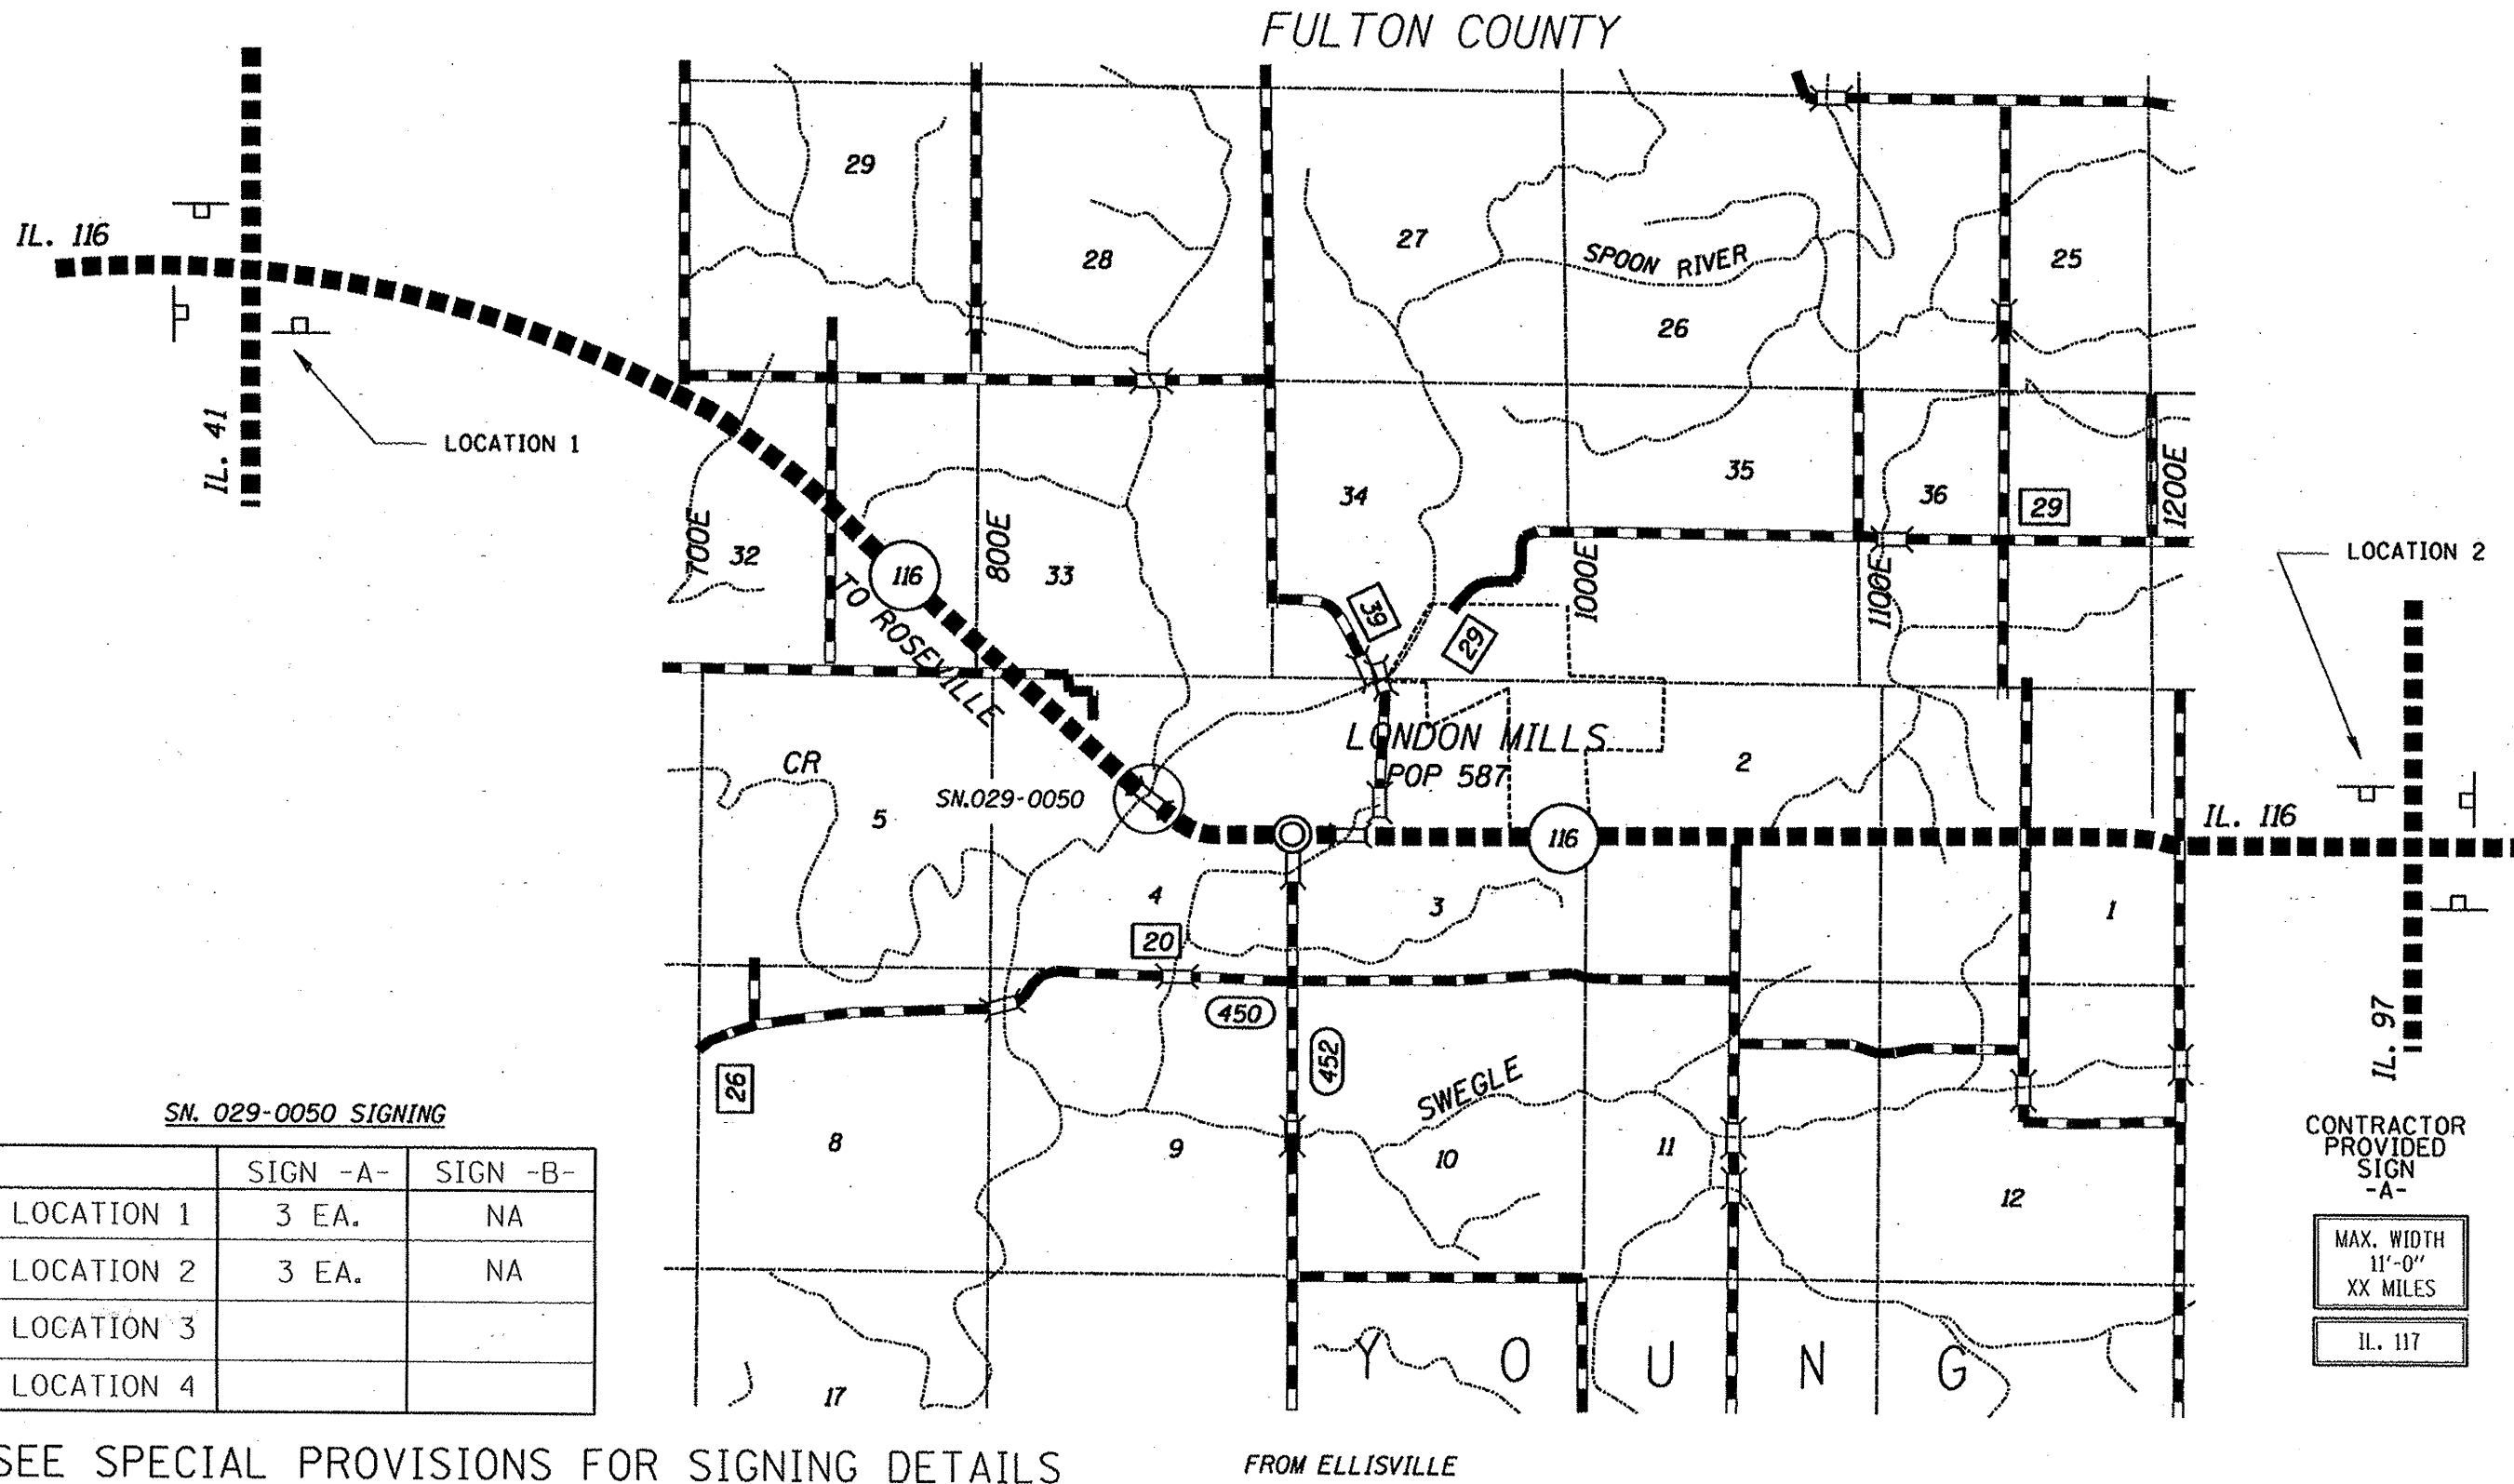 FULTON COUNTY
IL. 116
IL. 41
LOCATION 1
29
28
27
SPOON RIVER
26
25
35
34
36
29
1200E
700E
32
116
800E
33
TO ROSEVILLE
39
29
1000E
1100E
LOCATION 2
LONDON MILLS
POP 587
2
CR
SN.029-0050
5
116
IL. 116
4
3
1
20
450
452
IL. 97
26
SWEGLE
8
9
10
11
12
SN. 029-0050 SIGNING
SIGN -A- SIGN -B-
LOCATION 1 3 EA. NA
LOCATION 2 3 EA. NA
LOCATION 3
LOCATION 4
CONTRACTOR
PROVIDED
SIGN
-A-
MAX. WIDTH
11'-0"
XX MILES
IL. 117
17
YOUNG
SEE SPECIAL PROVISIONS FOR SIGNING DETAILS
FROM ELLISVILLE